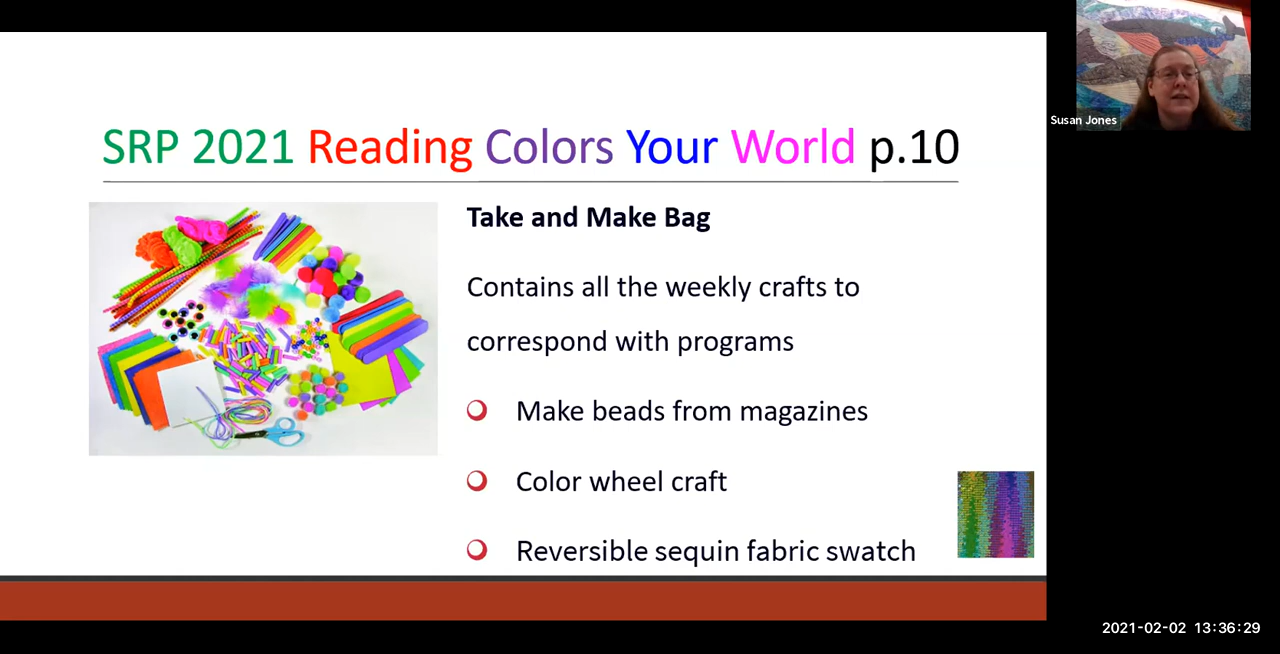 SRP 2021 Reading Colors Your World p.10
Take and Make Bag
Contains all the weekly crafts to
correspond with programs
Make beads from magazines
Color wheel craft
Reversible sequin fabric swatch
Susan Jones
2021-02-02 13:36:29